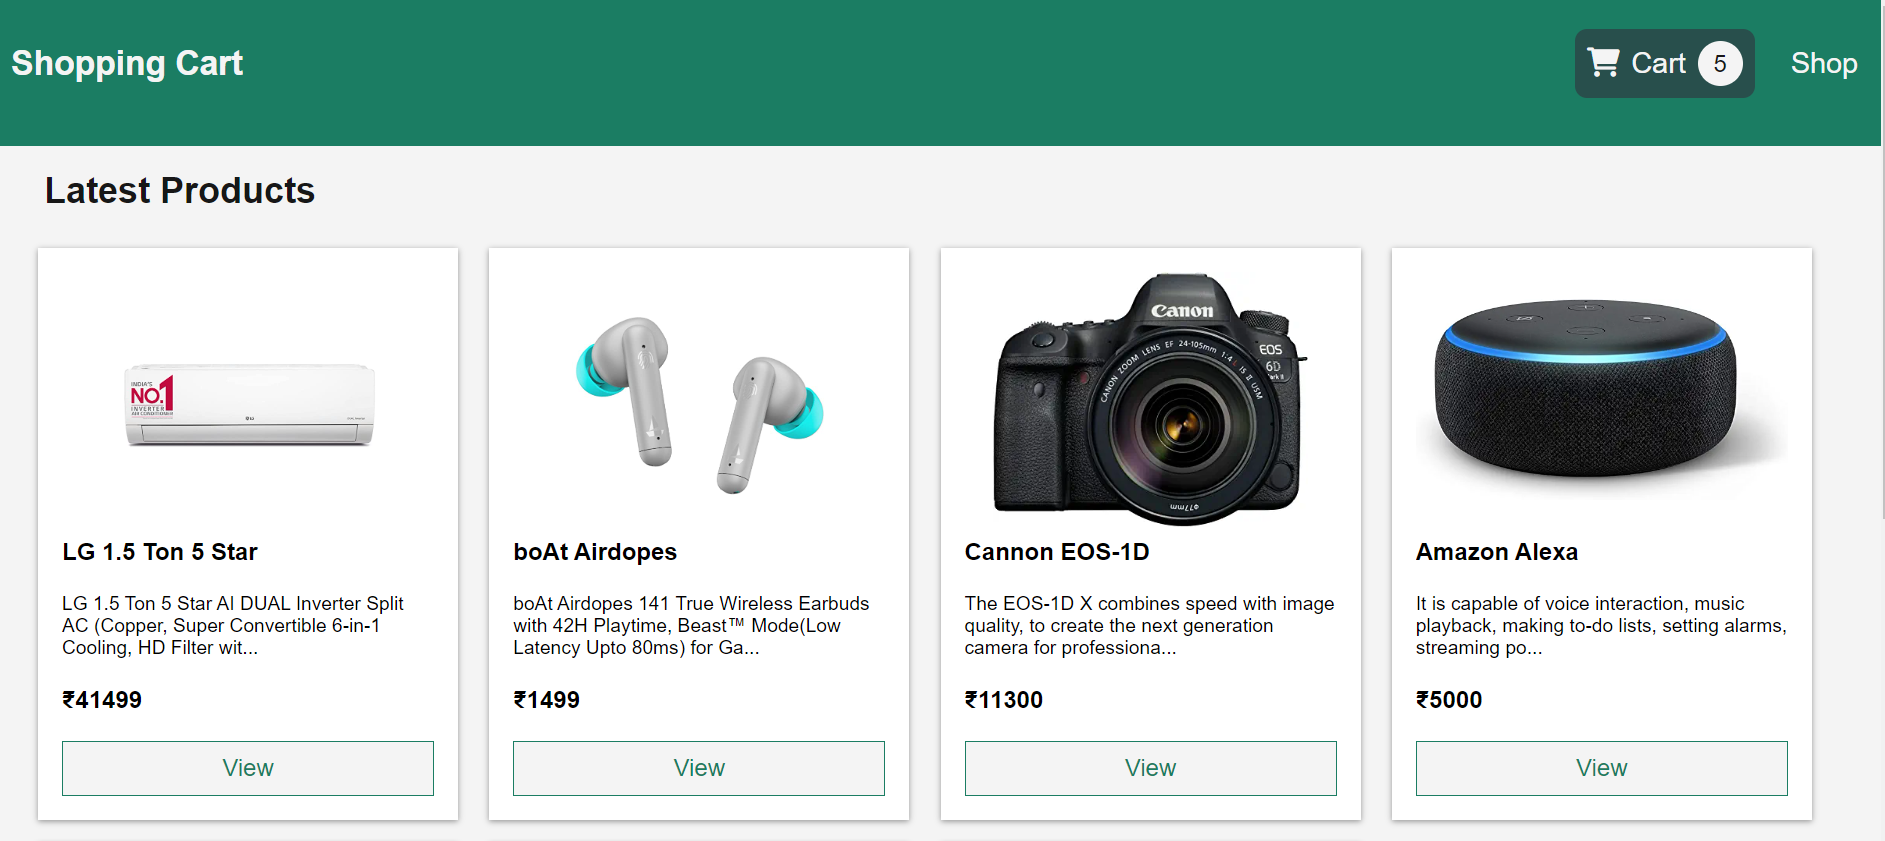 Shopping Cart
Cart 5
Shop
Latest Products
INDIA'S
NO.1
INVERTER
AIR CONDITIONER
LG
Canon
EOS
6D
Mark II
CANON ZOOM LENS EF 24-105mm 1:4 L IS II USM
ø77mm
LG 1.5 Ton 5 Star
LG 1.5 Ton 5 Star AI DUAL Inverter Split
AC (Copper, Super Convertible 6-in-1
Cooling, HD Filter wit...
₹41499
View
boAt Airdopes
boAt Airdopes 141 True Wireless Earbuds
with 42H Playtime, Beast™ Mode(Low
Latency Upto 80ms) for Ga...
₹1499
View
Cannon EOS-1D
The EOS-1D X combines speed with image
quality, to create the next generation
camera for professiona...
₹11300
View
Amazon Alexa
It is capable of voice interaction, music
playback, making to-do lists, setting alarms,
streaming po...
₹5000
View